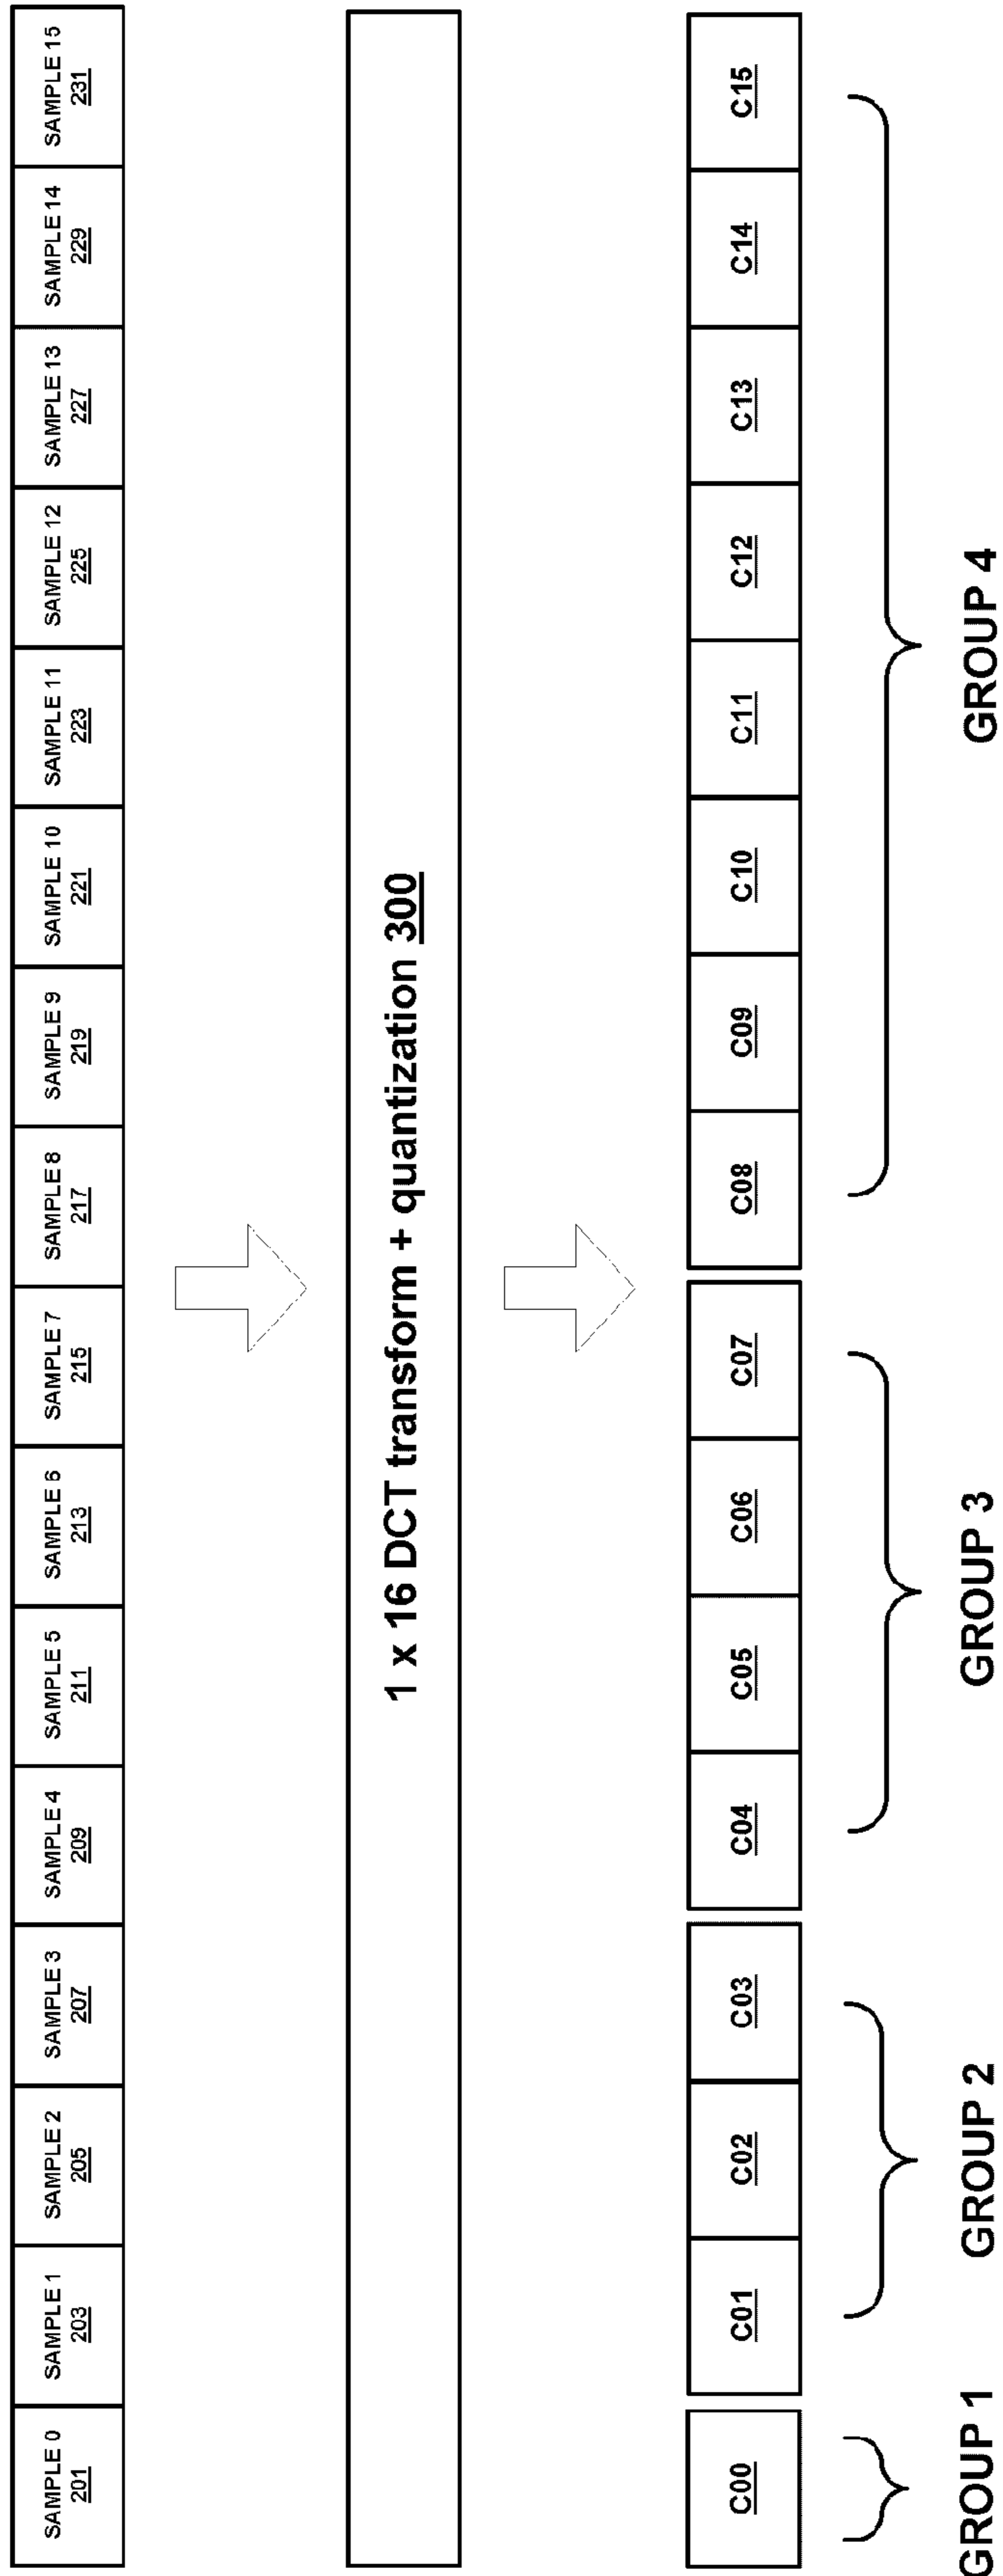 SAMPLE 0
201
SAMPLE 1
203
SAMPLE 2
205
SAMPLE 3
207
SAMPLE 4
209
SAMPLE 5
211
SAMPLE 6
213
SAMPLE 7
215
SAMPLE 8
217
SAMPLE 9
219
SAMPLE 10
221
SAMPLE 11
223
SAMPLE 12
225
SAMPLE 13
227
SAMPLE 14
229
SAMPLE 15
231
1 x 16 DCT transform + quantization 300
C00
C01
C02
C03
C04
C05
C06
C07
C08
C09
C10
C11
C12
C13
C14
C15
GROUP 1
GROUP 2
GROUP 3
GROUP 4